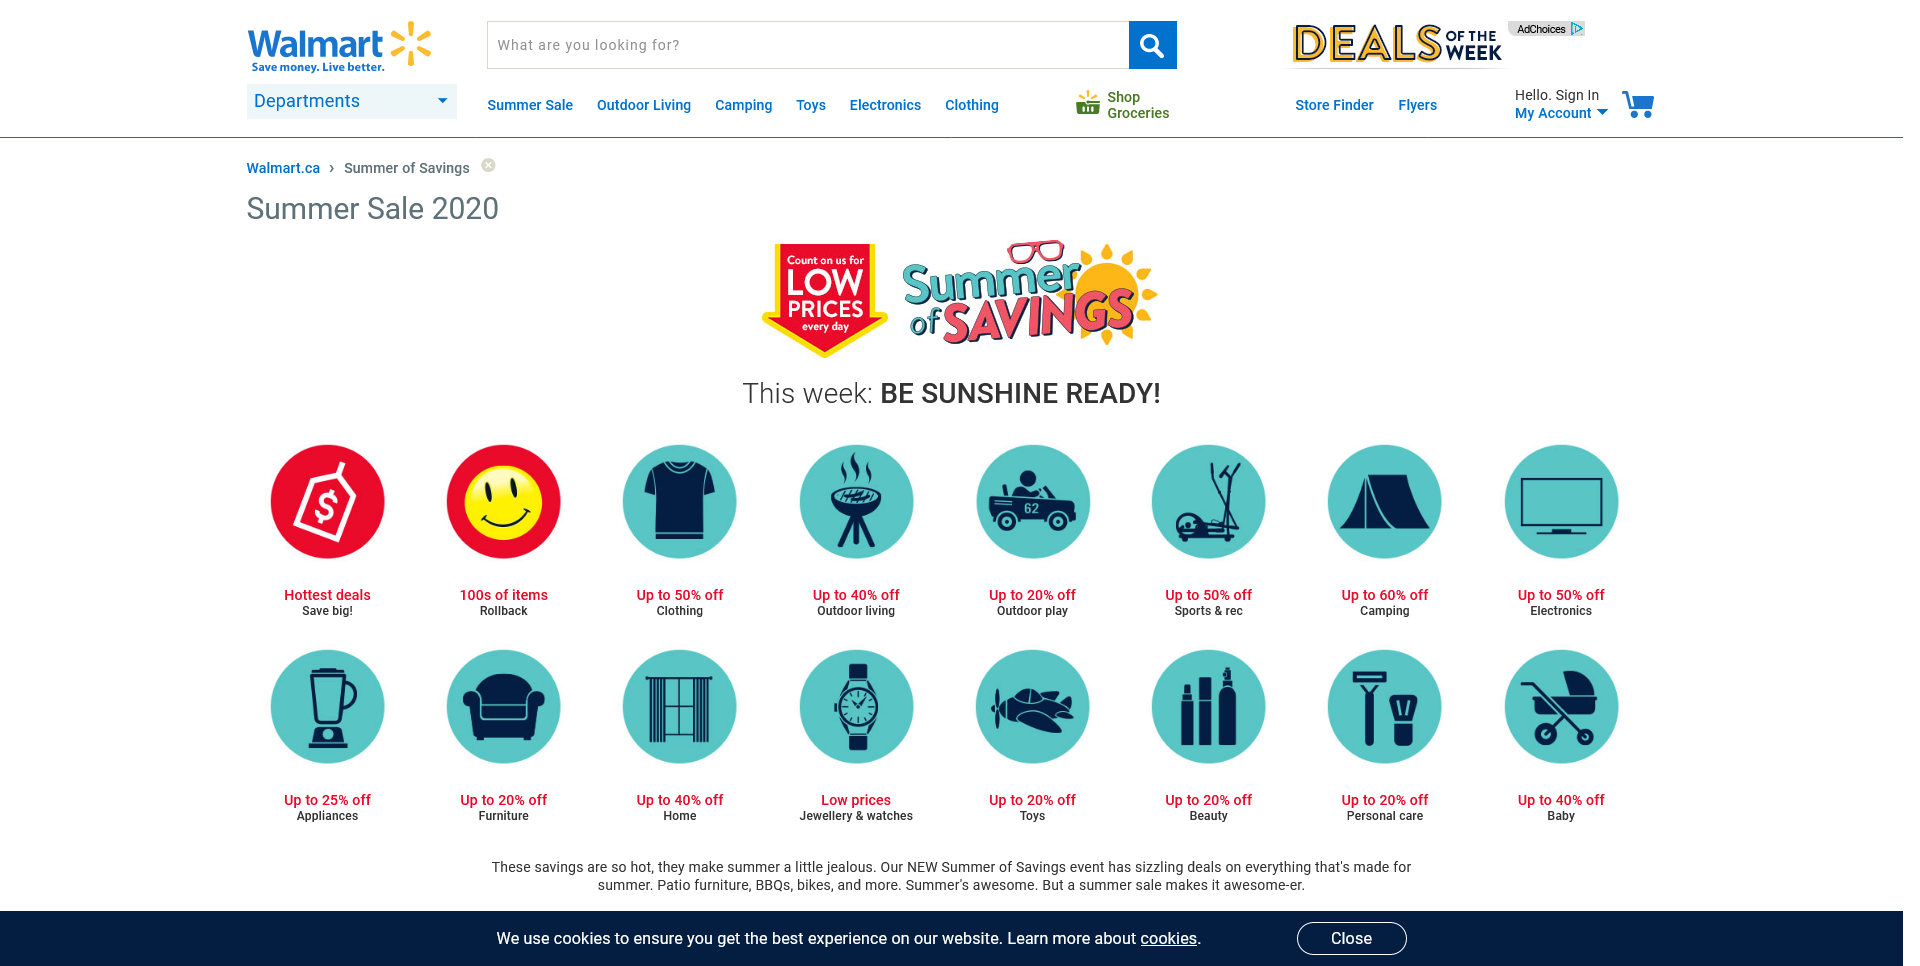 Walmart
Save money. Live better.
What are you looking for?
DEALS OF THE WEEK
AdChoices
Departments
Summer Sale
Outdoor Living
Camping
Toys
Electronics
Clothing
Shop
Groceries
Store Finder
Flyers
Hello. Sign In
My Account
Walmart.ca › Summer of Savings
Summer Sale 2020
Count on us for
LOW
PRICES
every day
Summer
of SAVINGS
This week: BE SUNSHINE READY!
$
62
Hottest deals
Save big!
100s of items
Rollback
Up to 50% off
Clothing
Up to 40% off
Outdoor living
Up to 20% off
Outdoor play
Up to 50% off
Sports & rec
Up to 60% off
Camping
Up to 50% off
Electronics
Up to 25% off
Appliances
Up to 20% off
Furniture
Up to 40% off
Home
Low prices
Jewellery & watches
Up to 20% off
Toys
Up to 20% off
Beauty
Up to 20% off
Personal care
Up to 40% off
Baby
These savings are so hot, they make summer a little jealous. Our NEW Summer of Savings event has sizzling deals on everything that's made for
summer. Patio furniture, BBQs, bikes, and more. Summer's awesome. But a summer sale makes it awesome-er.
We use cookies to ensure you get the best experience on our website. Learn more about cookies.
Close